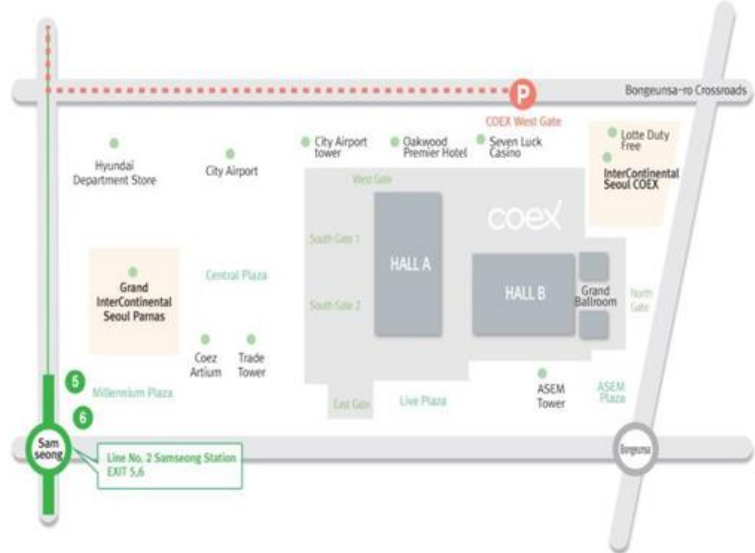 P
Bongeunsa-ro Crossroads
COEX West Gate
Hyundai
Department Store
City Airport
City Airport
tower
Oakwood
Premier Hotel
Seven Luck
Casino
Lotte Duty
Free
InterContinental
Seoul COEX
West Gate
coex
South Gate 1
HALL A
Grand
InterContinental
Seoul Parnas
Central Plaza
South Gate 2
HALL B
Grand
Ballroom
North
Gate
Coez
Artium
Trade
Tower
5
Millennium Plaza
6
East Gate
Live Plaza
ASEM
Tower
ASEM
Plaza
Sam
seong
Line No. 2 Samseong Station
EXIT 5,6
Bongeunsa